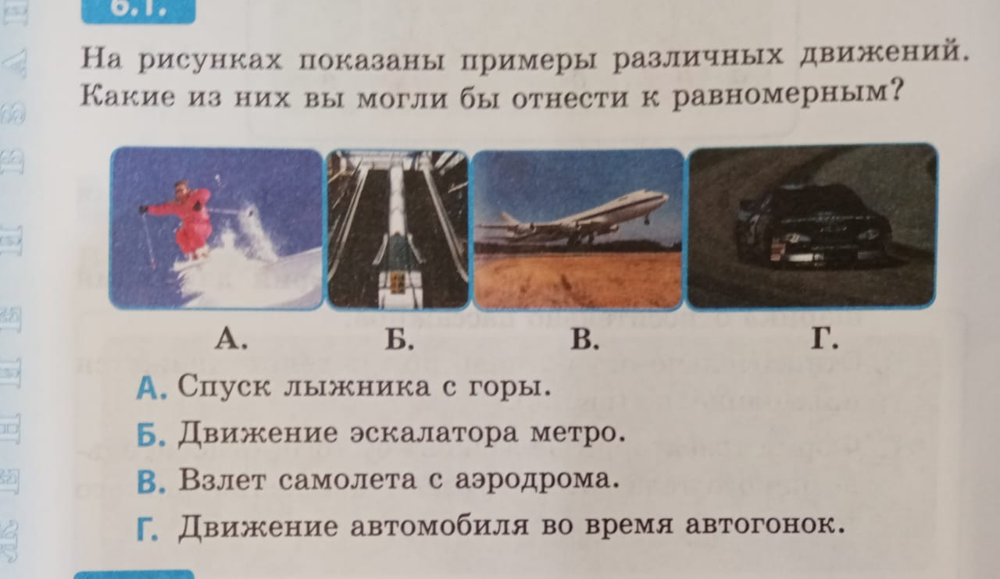 6.1.
На рисунках показаны примеры различных движений.
Какие из них вы могли бы отнести к равномерным?
А. Б. В. Г.
А. Спуск лыжника с горы.
Б. Движение эскалатора метро.
В. Взлет самолета с аэродрома.
Г. Движение автомобиля во время автогонок.